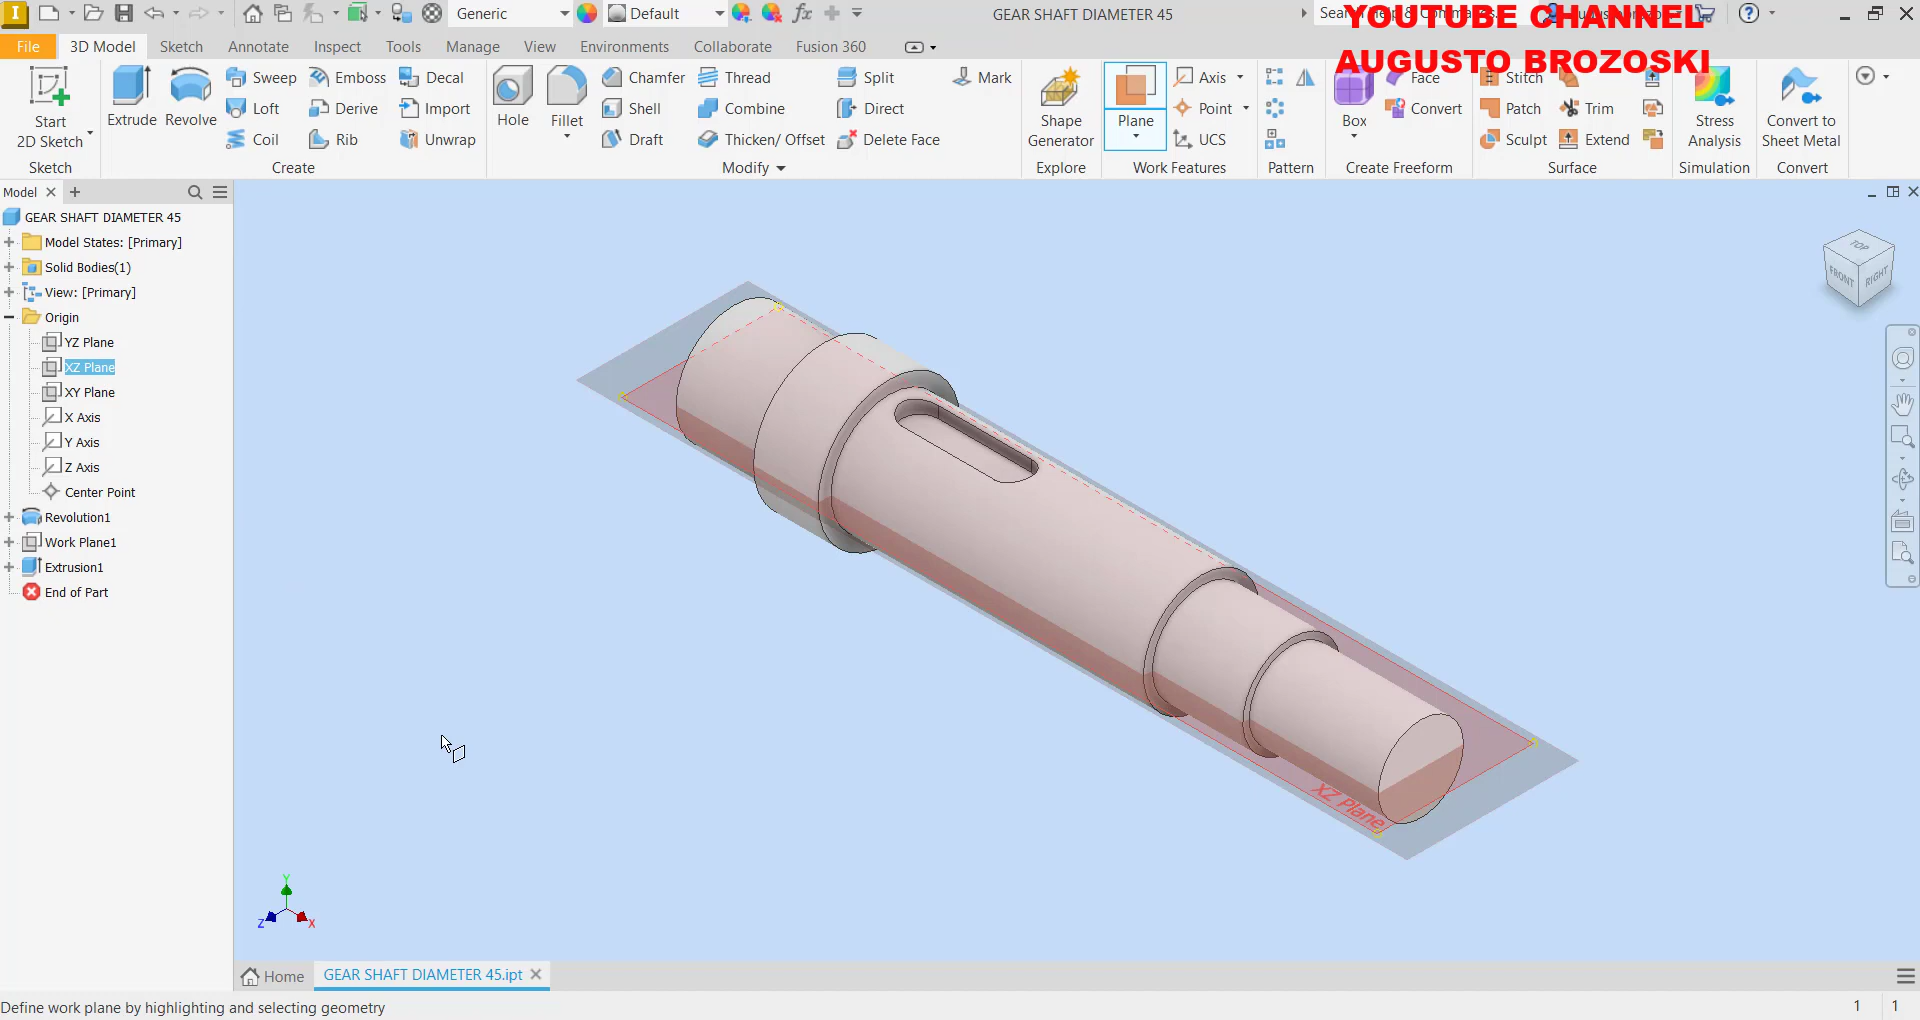 Generic
Default
fx
GEAR SHAFT DIAMETER 45
YOUTUBE CHANNEL
File
3D Model
Sketch
Annotate
Inspect
Tools
Manage
View
Environments
Collaborate
Fusion 360
AUGUSTO BROZOSKI
Start
2D Sketch
Extrude
Revolve
Sweep
Loft
Coil
Emboss
Derive
Rib
Decal
Import
Unwrap
Hole
Fillet
Chamfer
Shell
Draft
Thread
Combine
Thicken/ Offset
Split
Direct
Delete Face
Mark
Shape
Generator
Plane
Axis
Point
UCS
Box
Face
Convert
Stitch
Patch
Sculpt
Trim
Extend
Stress
Analysis
Convert to
Sheet Metal
Sketch
Create
Modify
Explore
Work Features
Pattern
Create Freeform
Surface
Simulation
Convert
Model
GEAR SHAFT DIAMETER 45
Model States: [Primary]
Solid Bodies(1)
View: [Primary]
Origin
YZ Plane
XZ Plane
XY Plane
X Axis
Y Axis
Z Axis
Center Point
Revolution1
Work Plane1
Extrusion1
End of Part
TOP
FRONT
RIGHT
XZ Plane
Y
Z
X
Home
GEAR SHAFT DIAMETER 45.ipt
Define work plane by highlighting and selecting geometry
1
1